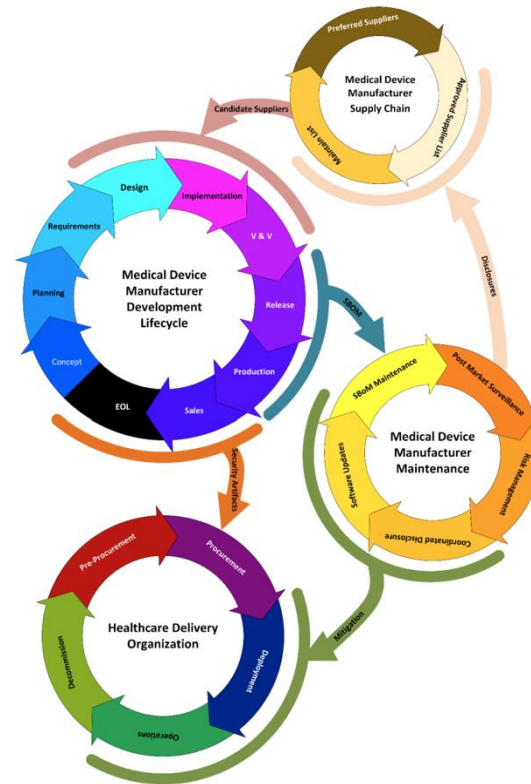 Preferred Suppliers
Approved Supplier List
Maintain List
Medical Device
Manufacturer
Supply Chain
Candidate Suppliers
Design
Implementation
V & V
Release
Production
Sales
EOL
Concept
Planning
Requirements
Medical Device
Manufacturer
Development
Lifecycle
SBOM
Disclosures
SBoM Maintenance
Post Market Surveillance
Risk Management
Coordinated Disclosure
Software Updates
Medical Device
Manufacturer
Maintenance
Security Artifacts
Mitigation
Pre-Procurement
Procurement
Deployment
Operations
Decommission
Healthcare Delivery
Organization